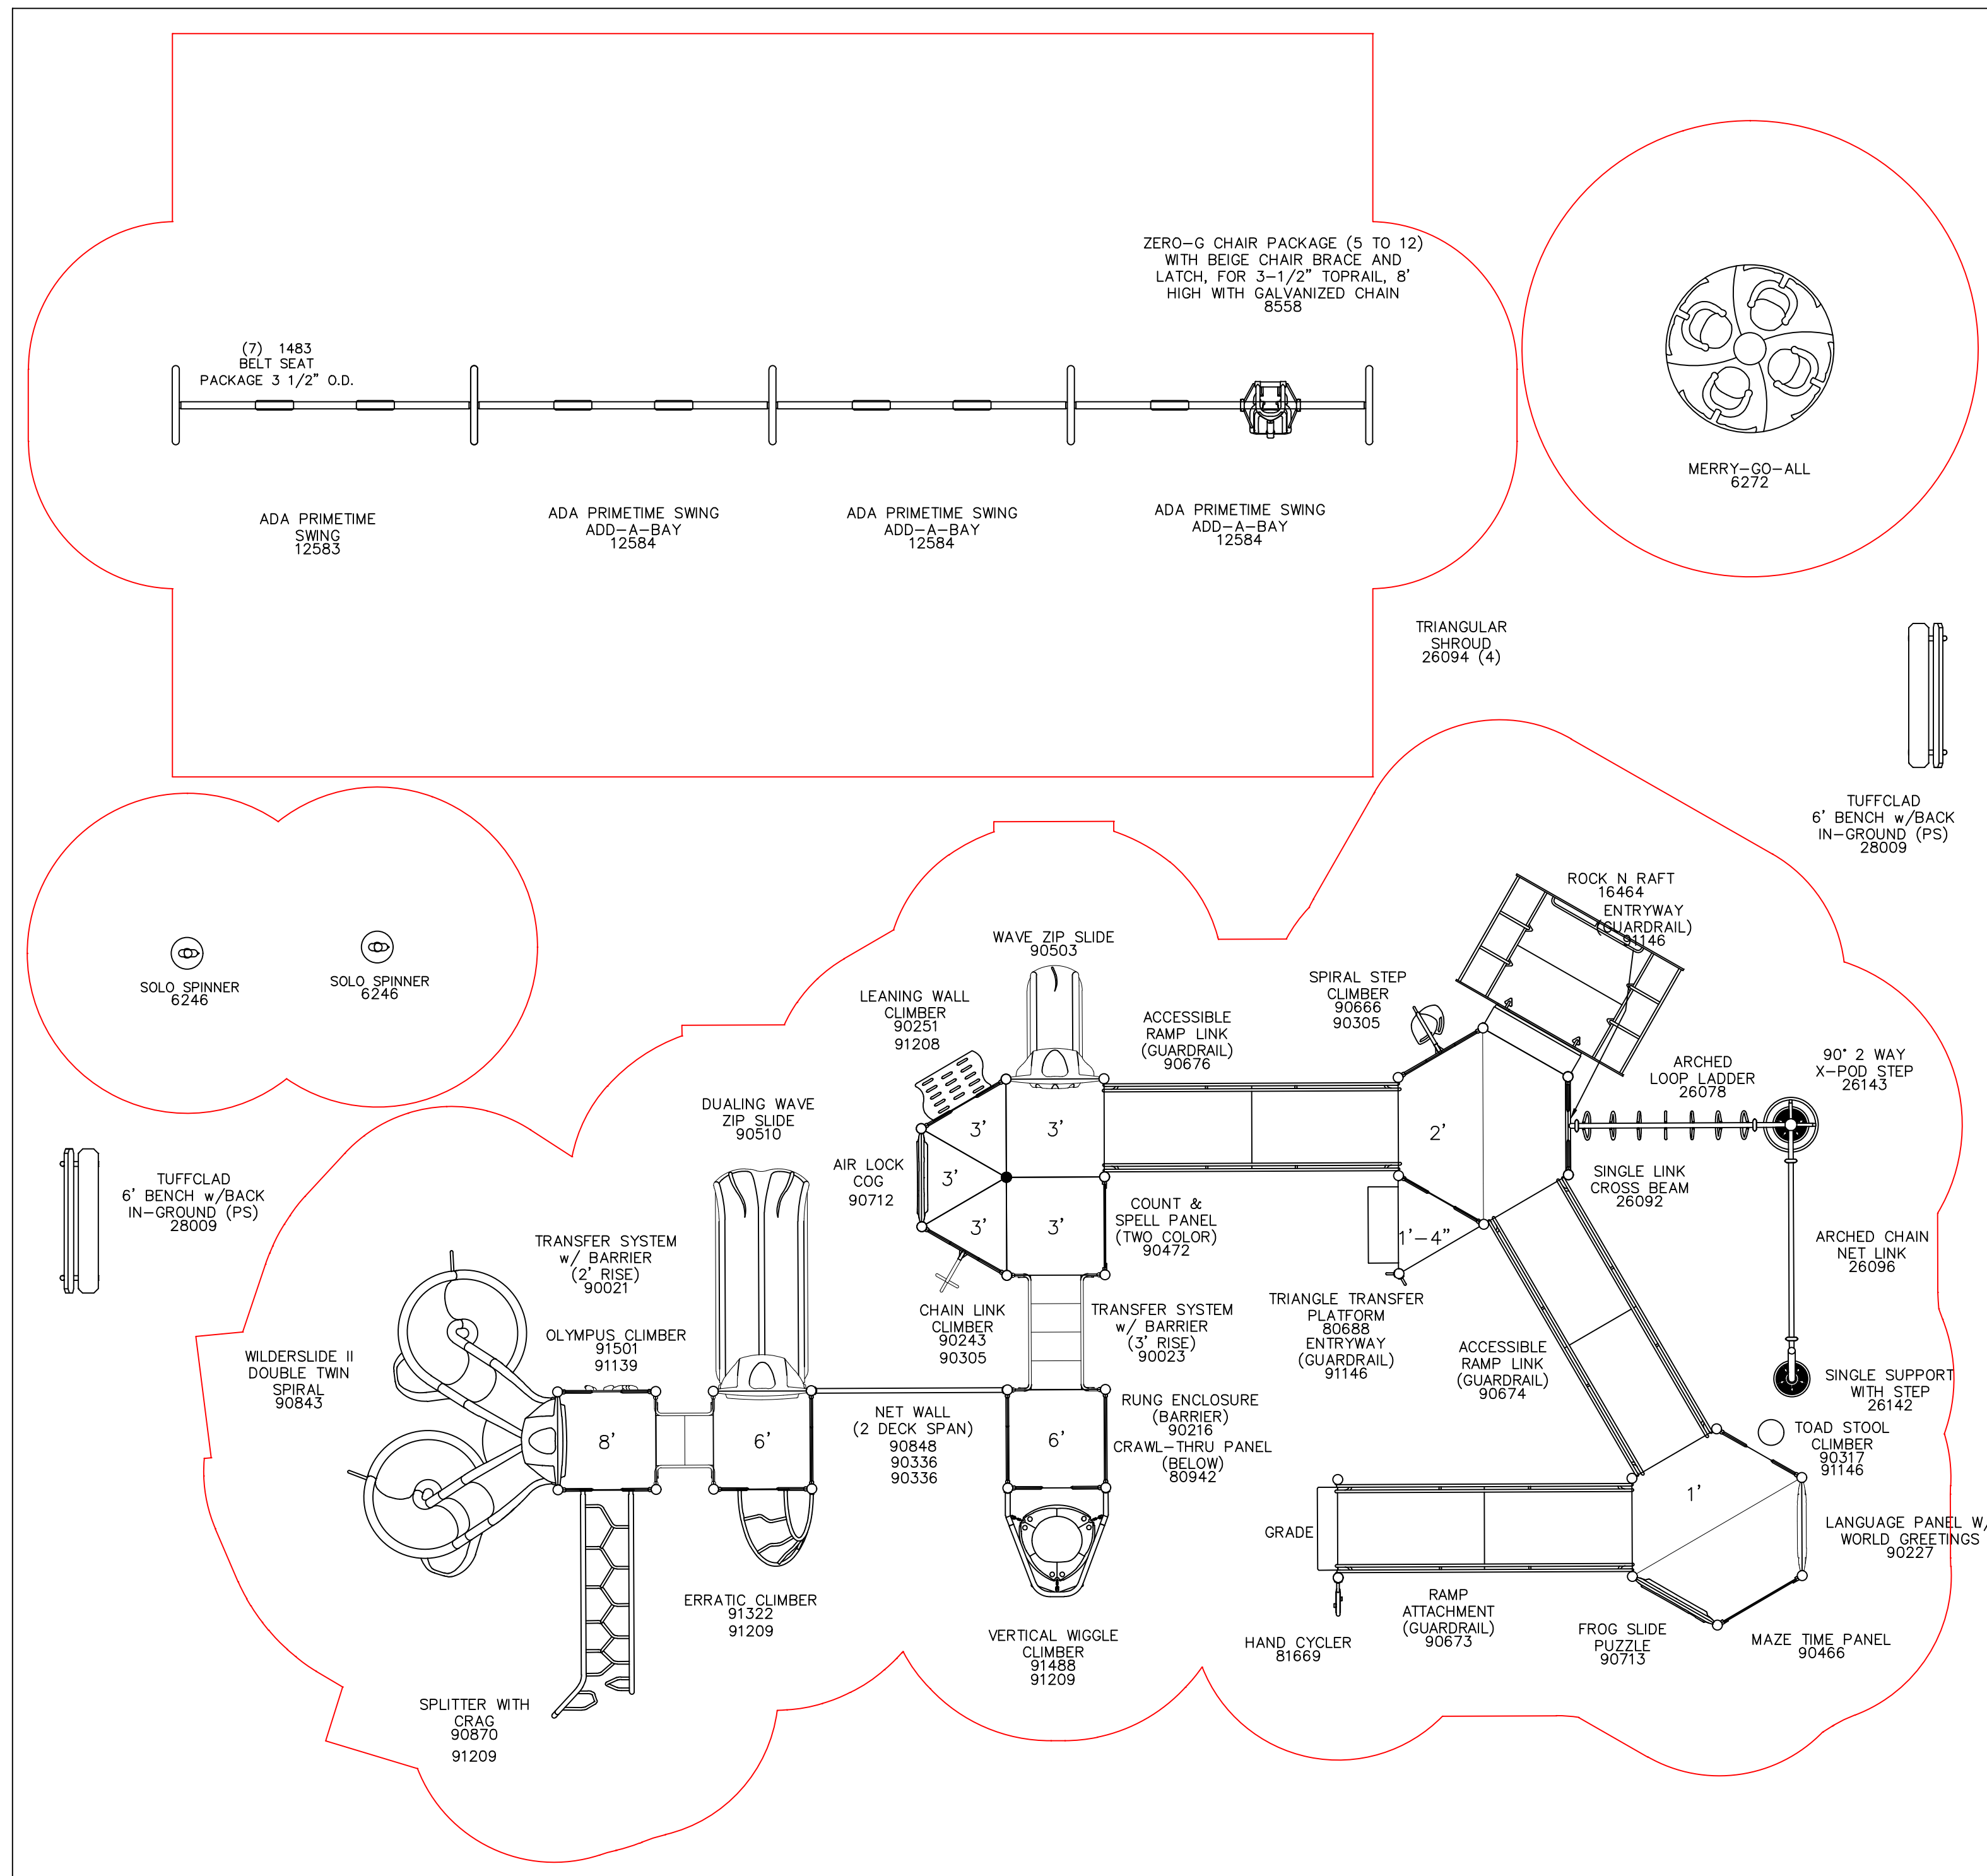 ZERO-G CHAIR PACKAGE (5 TO 12)
WITH BEIGE CHAIR BRACE AND
LATCH, FOR 3-1/2" TOPRAIL, 8'
HIGH WITH GALVANIZED CHAIN
8558
(7) 1483
BELT SEAT
PACKAGE 3 1/2" O.D.
MERRY-GO-ALL
6272
ADA PRIMETIME
SWING
12583
ADA PRIMETIME SWING
ADD-A-BAY
12584
ADA PRIMETIME SWING
ADD-A-BAY
12584
ADA PRIMETIME SWING
ADD-A-BAY
12584
TRIANGULAR
SHROUD
26094 (4)
TUFFCLAD
6' BENCH w/BACK
IN-GROUND (PS)
28009
ROCK N RAFT
16464
ENTRYWAY
(GUARDRAIL)
91146
SOLO SPINNER
6246
SOLO SPINNER
6246
WAVE ZIP SLIDE
90503
SPIRAL STEP
CLIMBER
90666
90305
LEANING WALL
CLIMBER
90251
91208
ACCESSIBLE
RAMP LINK
(GUARDRAIL)
90676
ARCHED
LOOP LADDER
26078
90° 2 WAY
X-POD STEP
26143
DUALING WAVE
ZIP SLIDE
90510
3'
3'
2'
AIR LOCK
COG
90712
3'
3'
3'
COUNT &
SPELL PANEL
(TWO COLOR)
90472
SINGLE LINK
CROSS BEAM
26092
TUFFCLAD
6' BENCH w/BACK
IN-GROUND (PS)
28009
1'-4"
ARCHED CHAIN
NET LINK
26096
TRANSFER SYSTEM
w/ BARRIER
(2' RISE)
90021
CHAIN LINK
CLIMBER
90243
90305
TRANSFER SYSTEM
w/ BARRIER
(3' RISE)
90023
TRIANGLE TRANSFER
PLATFORM
80688
ENTRYWAY
(GUARDRAIL)
91146
ACCESSIBLE
RAMP LINK
(GUARDRAIL)
90674
WILDERSLIDE II
DOUBLE TWIN
SPIRAL
90843
OLYMPUS CLIMBER
91501
91139
SINGLE SUPPORT
WITH STEP
26142
8'
6'
NET WALL
(2 DECK SPAN)
90848
90336
90336
6'
RUNG ENCLOSURE
(BARRIER)
90216
CRAWL-THRU PANEL
(BELOW)
80942
TOAD STOOL
CLIMBER
90317
91146
1'
GRADE
LANGUAGE PANEL W/
WORLD GREETINGS
90227
ERRATIC CLIMBER
91322
91209
VERTICAL WIGGLE
CLIMBER
91488
91209
HAND CYCLER
81669
RAMP
ATTACHMENT
(GUARDRAIL)
90673
FROG SLIDE
PUZZLE
90713
MAZE TIME PANEL
90466
SPLITTER WITH
CRAG
90870
91209